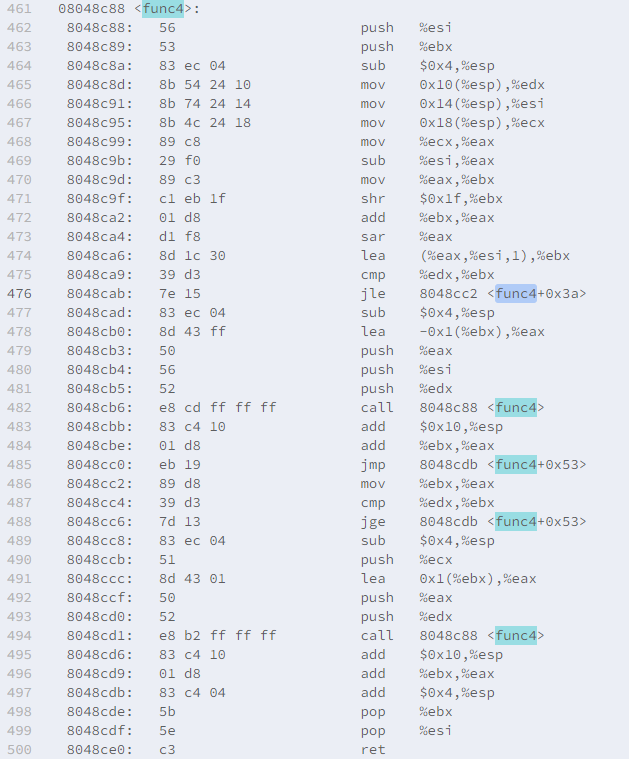 461 08048c88 <func4>:
462 8048c88: 56 push %esi
463 8048c89: 53 push %ebx
464 8048c8a: 83 ec 04 sub $0x4,%esp
465 8048c8d: 8b 54 24 10 mov 0x10(%esp),%edx
466 8048c91: 8b 74 24 14 mov 0x14(%esp),%esi
467 8048c95: 8b 4c 24 18 mov 0x18(%esp),%ecx
468 8048c99: 89 c8 mov %ecx,%eax
469 8048c9b: 29 f0 sub %esi,%eax
470 8048c9d: 89 c3 mov %eax,%ebx
471 8048c9f: c1 eb 1f shr $0x1f,%ebx
472 8048ca2: 01 d8 add %ebx,%eax
473 8048ca4: d1 f8 sar %eax
474 8048ca6: 8d 1c 30 lea (%eax,%esi,1),%ebx
475 8048ca9: 39 d3 cmp %edx,%ebx
476 8048cab: 7e 15 jle 8048cc2 <func4+0x3a>
477 8048cad: 83 ec 04 sub $0x4,%esp
478 8048cb0: 8d 43 ff lea -0x1(%ebx),%eax
479 8048cb3: 50 push %eax
480 8048cb4: 56 push %esi
481 8048cb5: 52 push %edx
482 8048cb6: e8 cd ff ff ff call 8048c88 <func4>
483 8048cbb: 83 c4 10 add $0x10,%esp
484 8048cbe: 01 d8 add %ebx,%eax
485 8048cc0: eb 19 jmp 8048cdb <func4+0x53>
486 8048cc2: 89 d8 mov %ebx,%eax
487 8048cc4: 39 d3 cmp %edx,%ebx
488 8048cc6: 7d 13 jge 8048cdb <func4+0x53>
489 8048cc8: 83 ec 04 sub $0x4,%esp
490 8048ccb: 51 push %ecx
491 8048ccc: 8d 43 01 lea 0x1(%ebx),%eax
492 8048ccf: 50 push %eax
493 8048cd0: 52 push %edx
494 8048cd1: e8 b2 ff ff ff call 8048c88 <func4>
495 8048cd6: 83 c4 10 add $0x10,%esp
496 8048cd9: 01 d8 add %ebx,%eax
497 8048cdb: 83 c4 04 add $0x4,%esp
498 8048cde: 5b pop %ebx
499 8048cdf: 5e pop %esi
500 8048ce0: c3 ret